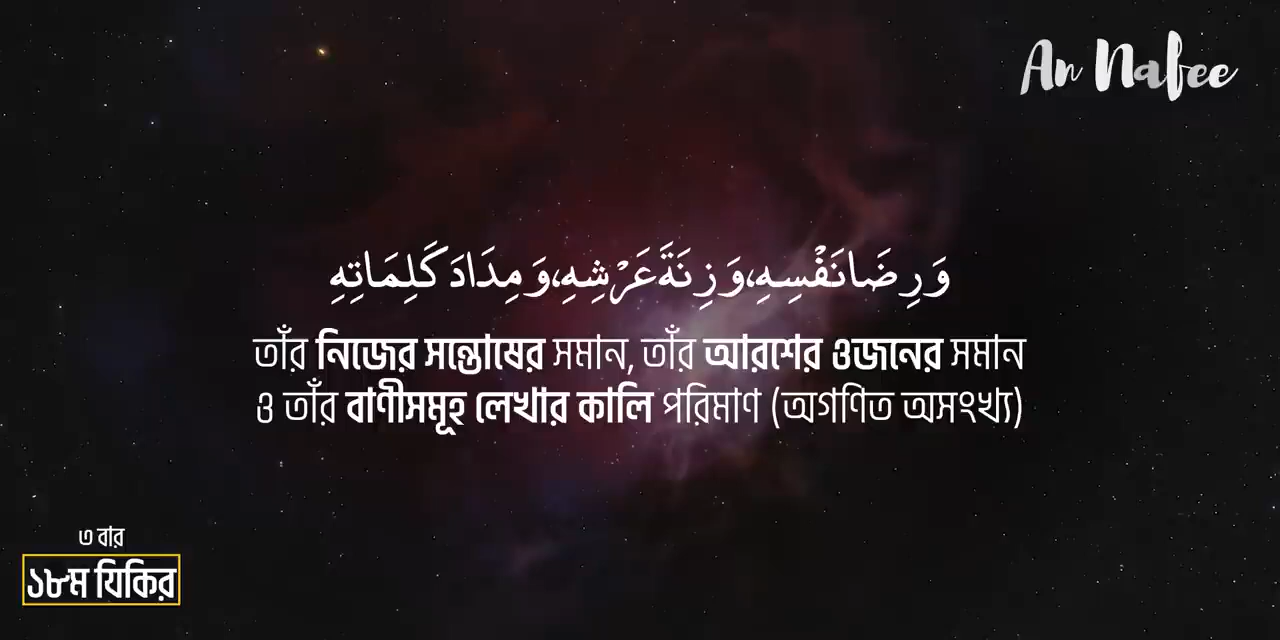 An Nafee
وَرِضَا نَفْسِهِ، وَزِنَةَ عَرْشِهِ، وَمِدَادَ كَلِمَاتِهِ
তাঁর নিজের সন্তোষের সমান, তাঁর আরশের ওজনের সমান
ও তাঁর বাণীসমূহ লেখার কালি পরিমাণ (অগণিত অসংখ্য)
৩ বার
১৮ম যিকির